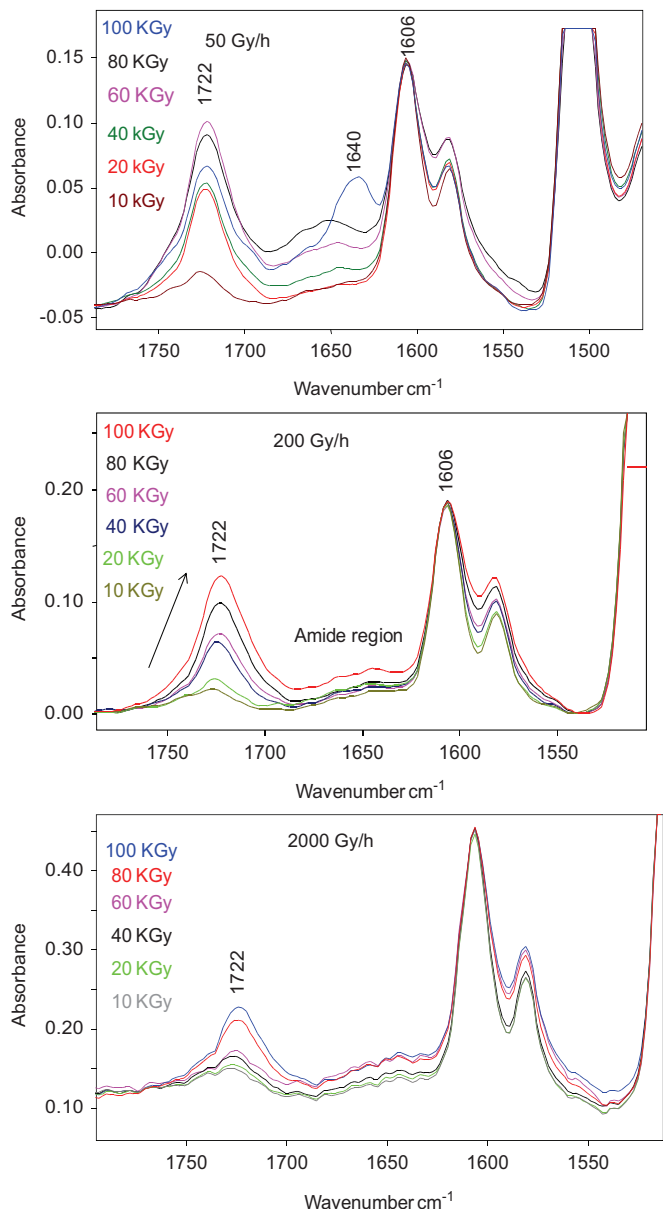 100 KGy
80 KGy
60 KGy
40 kGy
20 kGy
10 kGy
50 Gy/h
1722
1640
1606
0.15
0.10
0.05
0.00
-0.05
Absorbance
1750 1700 1650 1600 1550 1500
Wavenumber cm-1
100 KGy
80 KGy
60 KGy
40 KGy
20 KGy
10 KGy
200 Gy/h
1722
1606
Amide region
0.20
0.10
0.00
Absorbance
1750 1700 1650 1600 1550
Wavenumber cm-1
100 KGy
80 KGy
60 KGy
40 KGy
20 KGy
10 KGy
2000 Gy/h
1722
0.40
0.30
0.20
0.10
Absorbance
1750 1700 1650 1600 1550
Wavenumber cm-1